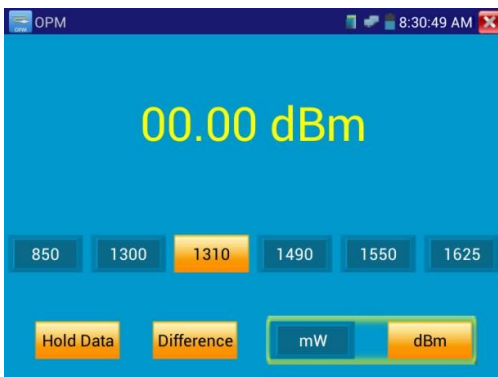 OPM
OPM 8:30:49 AM
00.00 dBm
850 1300 1310 1490 1550 1625
Hold Data Difference mW dBm